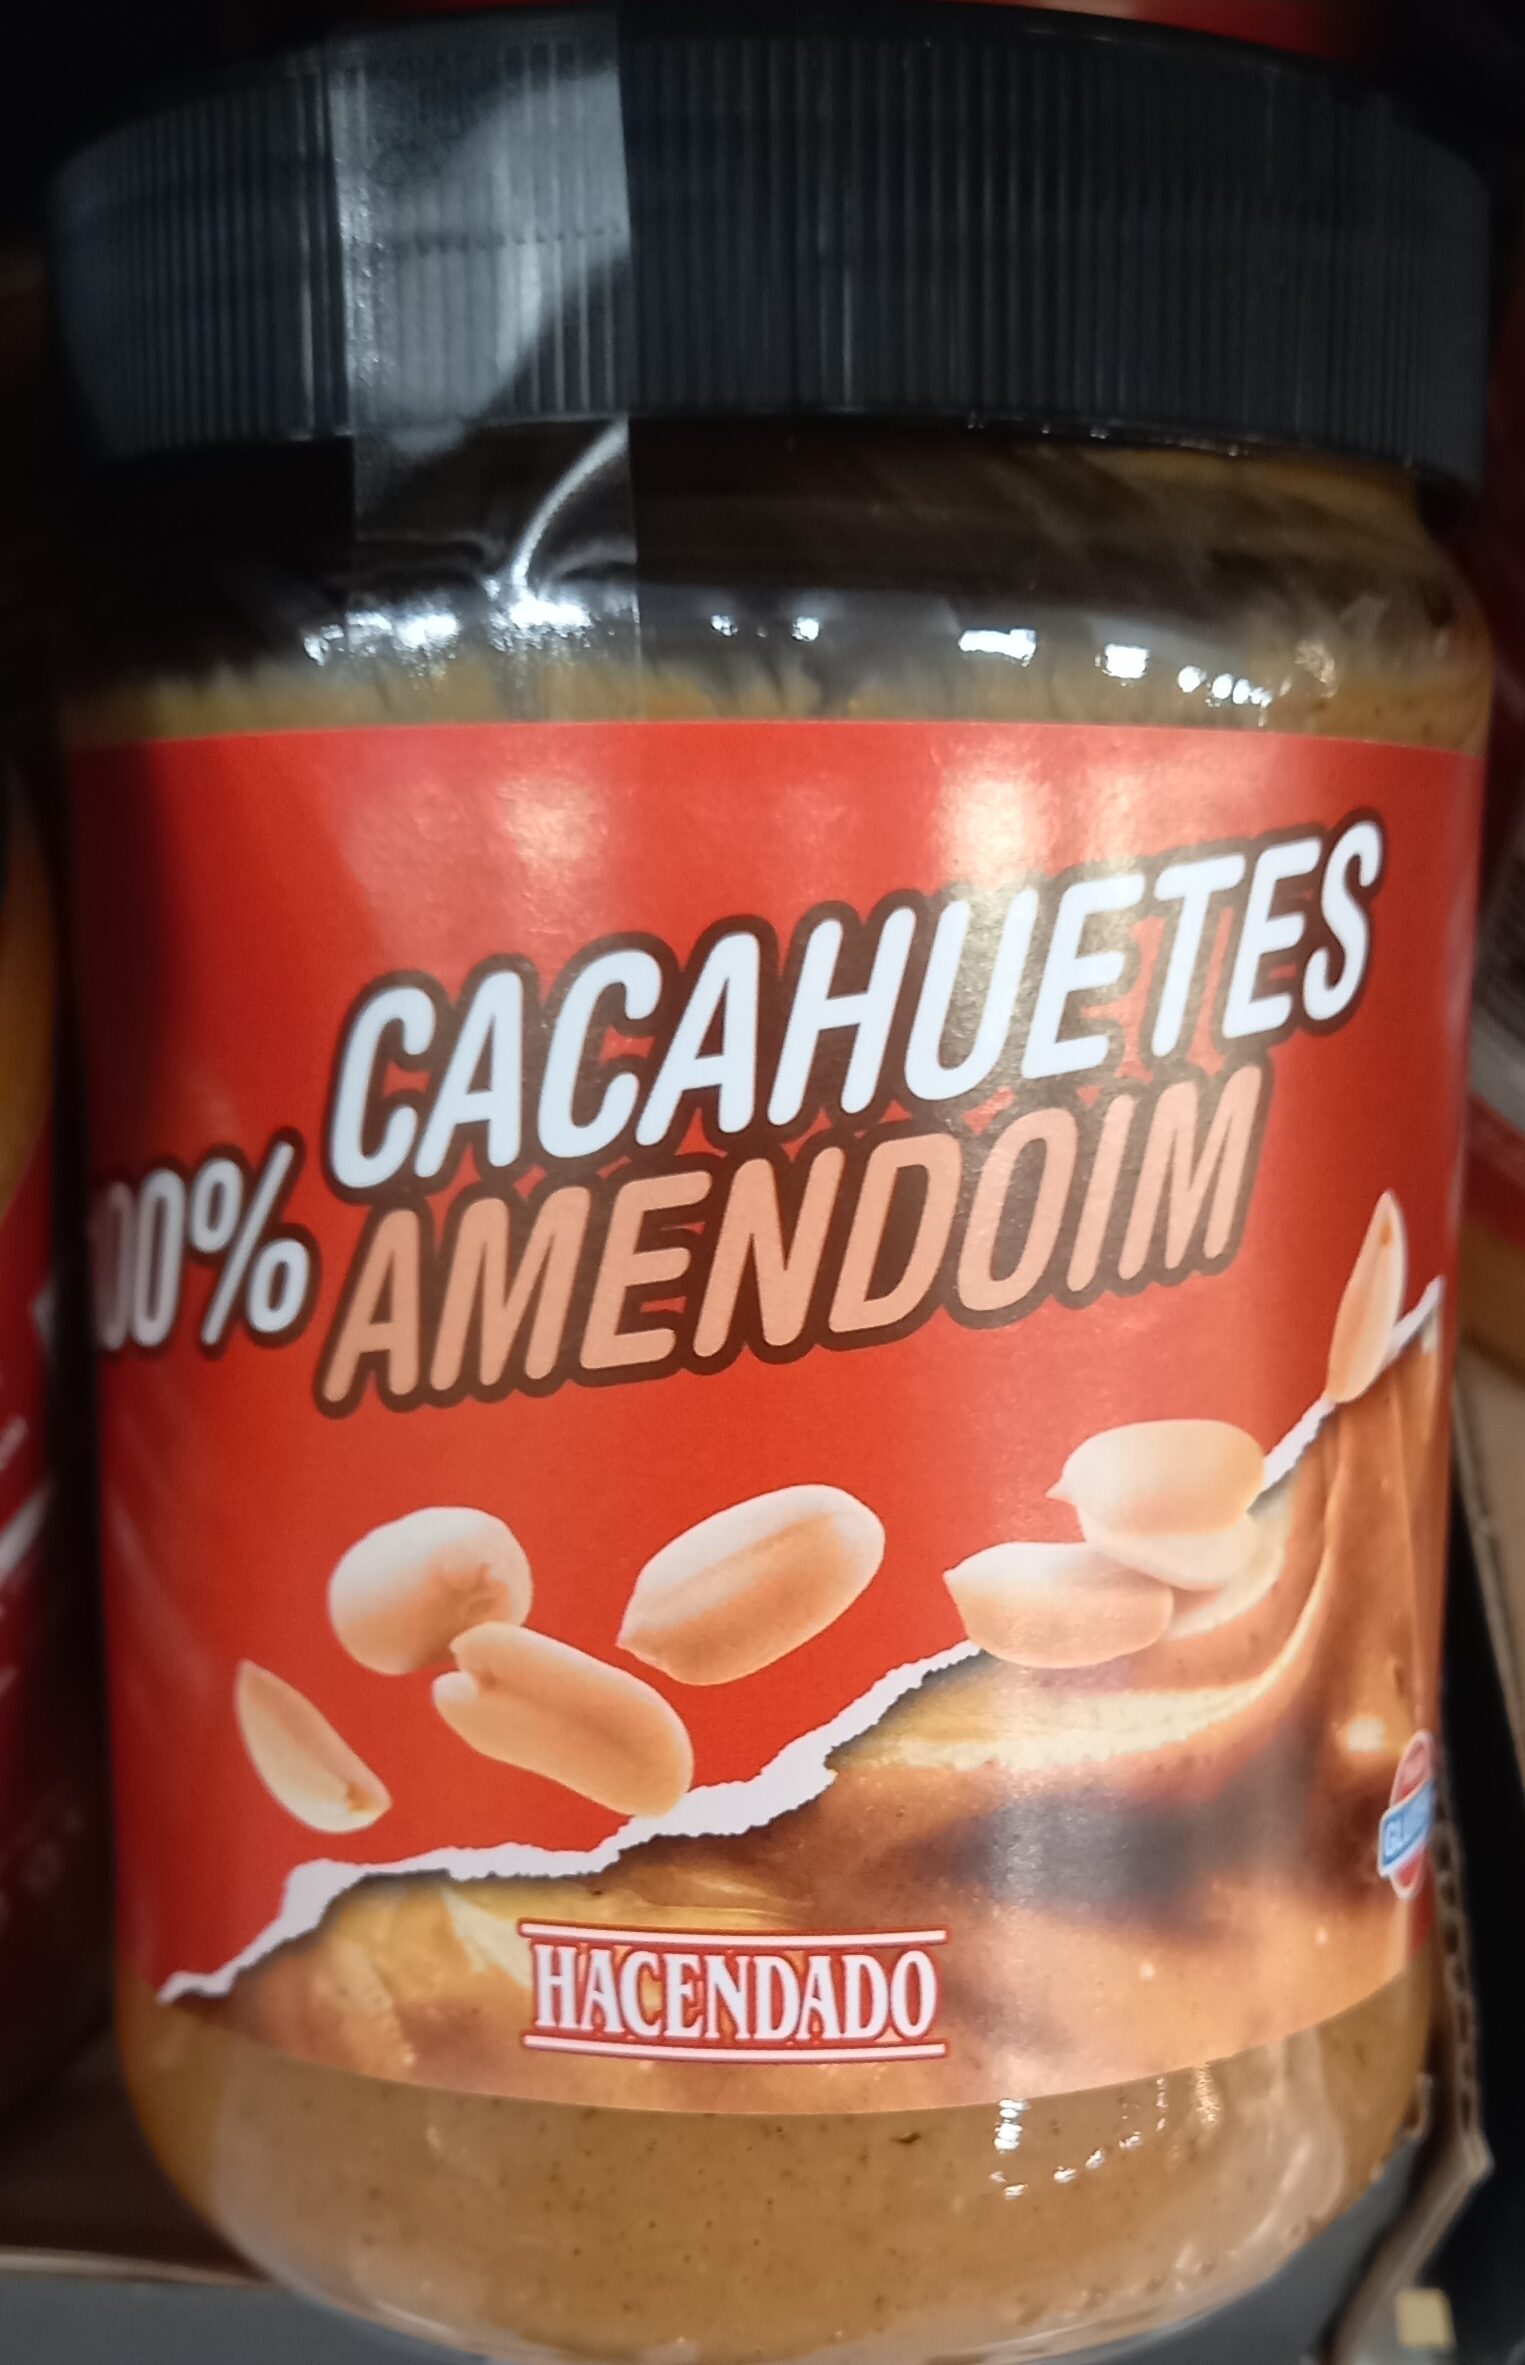 CACAHUETES
00%
AMENDOIM
HACENDADO